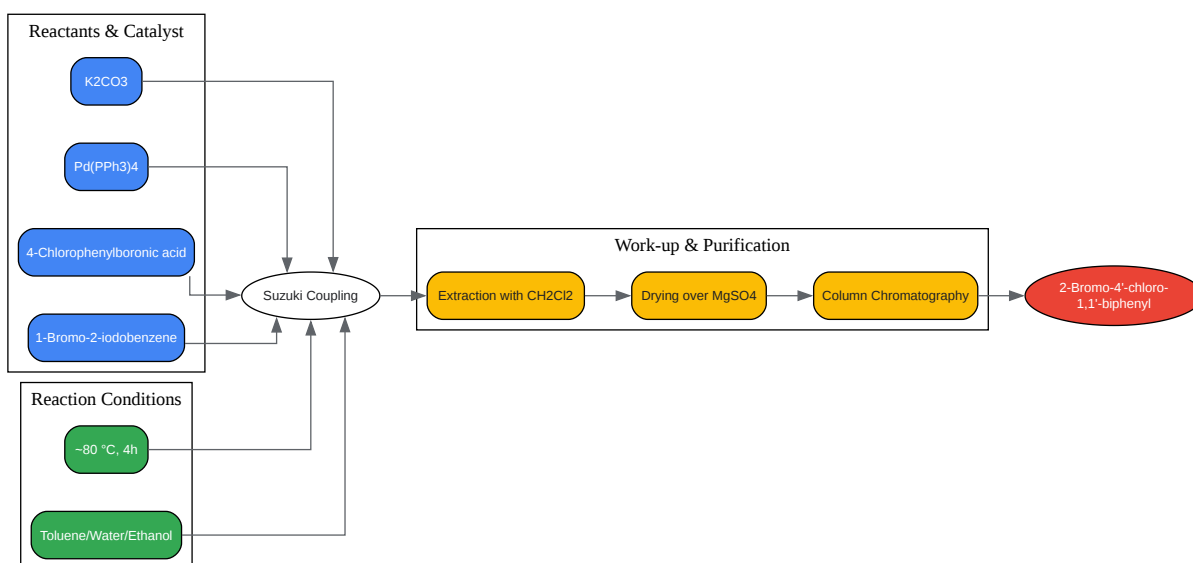 Reactants & Catalyst
K2CO3
Pd(PPh3)4
4-Chlorophenylboronic acid
1-Bromo-2-iodobenzene
Reaction Conditions
~80 °C, 4h
Toluene/Water/Ethanol
Suzuki Coupling
Work-up & Purification
Extraction with CH2Cl2
Drying over MgSO4
Column Chromatography
2-Bromo-4'-chloro-
1,1'-biphenyl